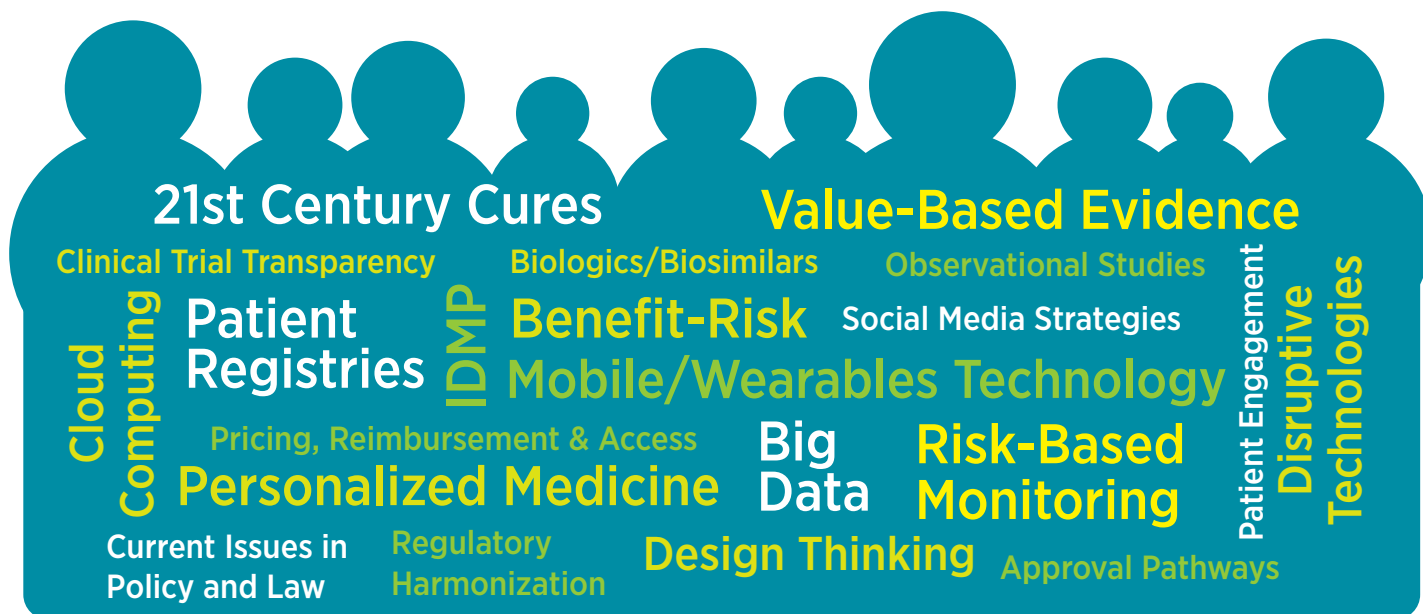 21st Century Cures
Value-Based Evidence
Clinical Trial Transparency
Biologics/Biosimilars
Observational Studies
Cloud
Computing
Patient
Registries
IDMP
Benefit-Risk
Social Media Strategies
Mobile/Wearables Technology
Patient Engagement
Disruptive
Technologies
Pricing, Reimbursement & Access
Personalized Medicine
Big
Data
Risk-Based
Monitoring
Current Issues in
Policy and Law
Regulatory
Harmonization
Design Thinking
Approval Pathways